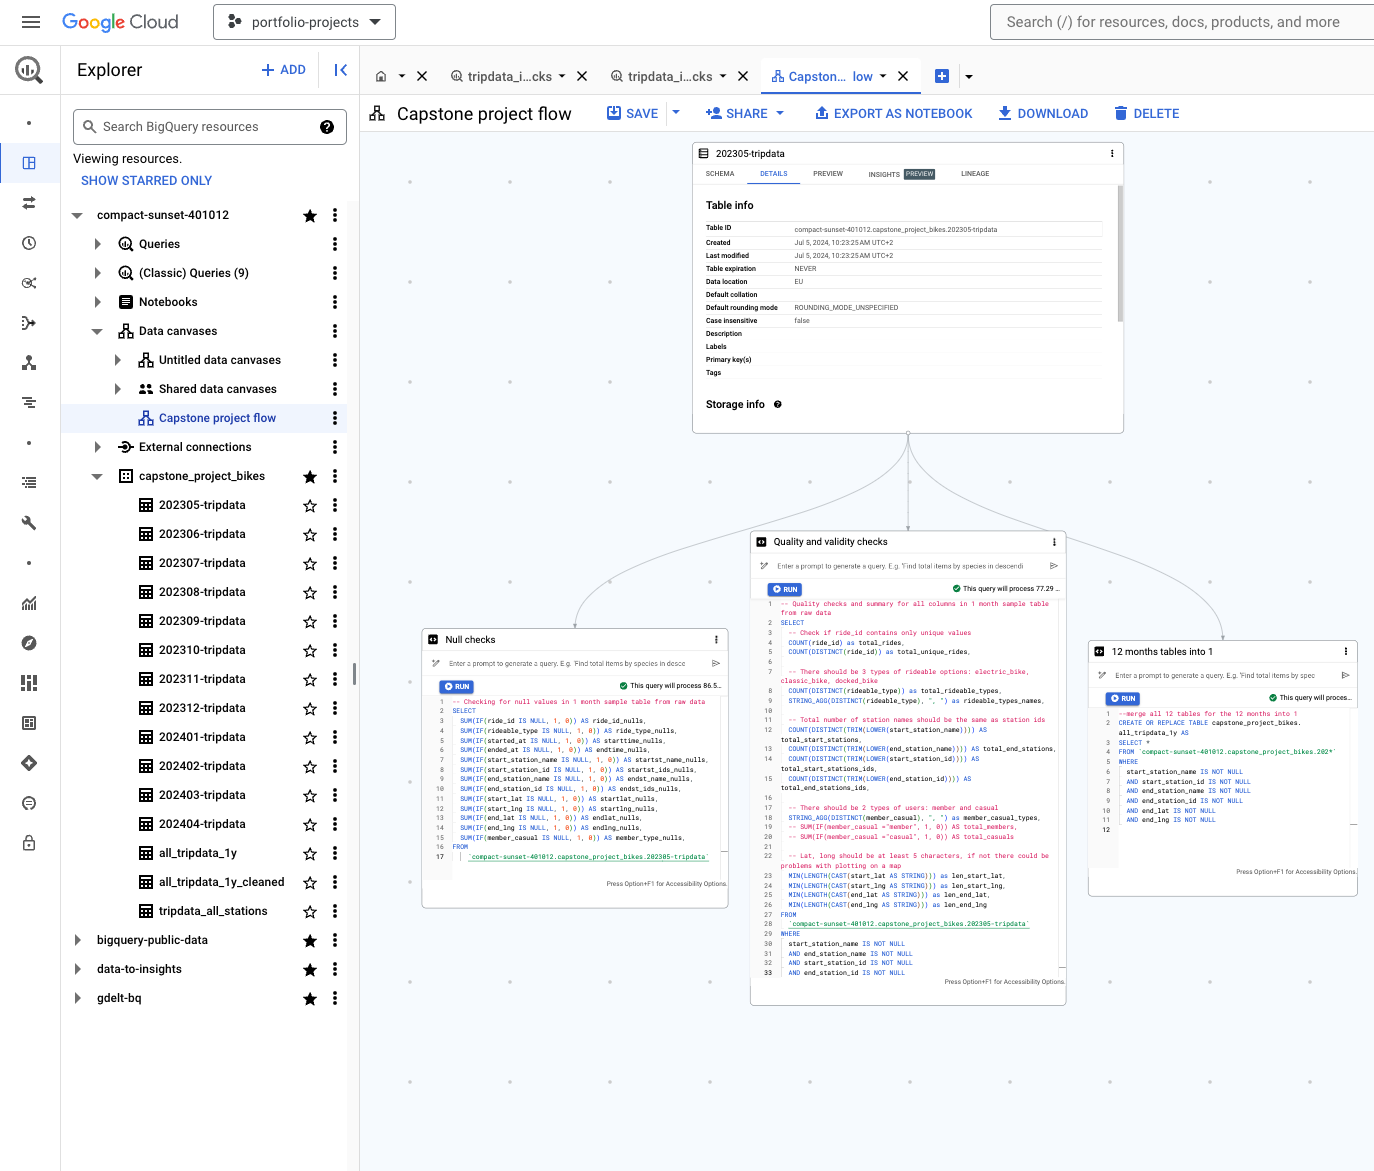 Google Cloud
portfolio-projects
Search (/) for resources, docs, products, and more
Explorer
ADD
tripdata_i...cks
tripdata_i...cks
Capston... low
Capstone project flow
SAVE
SHARE
EXPORT AS NOTEBOOK
DOWNLOAD
DELETE
Search BigQuery resources
Viewing resources.
SHOW STARRED ONLY
compact-sunset-401012
Queries
(Classic) Queries (9)
Notebooks
Data canvases
Untitled data canvases
Shared data canvases
Capstone project flow
External connections
capstone_project_bikes
202305-tripdata
202306-tripdata
202307-tripdata
202308-tripdata
202309-tripdata
202310-tripdata
202311-tripdata
202312-tripdata
202401-tripdata
202402-tripdata
202403-tripdata
202404-tripdata
all_tripdata_1y
all_tripdata_1y_cleaned
tripdata_all_stations
bigquery-public-data
data-to-insights
gdelt-bq
202305-tripdata
SCHEMA DETAILS PREVIEW INSIGHTS PREVIEW LINEAGE
Table info
Table ID compact-sunset-401012.capstone_project_bikes.202305-tripdata
Created Jul 5, 2024, 10:23:25 AM UTC+2
Last modified Jul 5, 2024, 10:23:25 AM UTC+2
Table expiration NEVER
Data location EU
Default collation
Default rounding mode ROUNDING_MODE_UNSPECIFIED
Case insensitive false
Description
Labels
Primary key(s)
Tags
Storage info
Null checks
Enter a prompt to generate a query. E.g. 'Find total items by species in desce
RUN
This query will process 86.5...
1 -- Checking for null values in 1 month sample table from raw data
2 SELECT
3 SUM(IF(ride_id IS NULL, 1, 0)) AS ride_id_nulls,
4 SUM(IF(rideable_type IS NULL, 1, 0)) AS ride_type_nulls,
5 SUM(IF(started_at IS NULL, 1, 0)) AS starttime_nulls,
6 SUM(IF(ended_at IS NULL, 1, 0)) AS endtime_nulls,
7 SUM(IF(start_station_name IS NULL, 1, 0)) AS startst_name_nulls,
8 SUM(IF(start_station_id IS NULL, 1, 0)) AS startst_ids_nulls,
9 SUM(IF(end_station_name IS NULL, 1, 0)) AS endst_name_nulls,
10 SUM(IF(end_station_id IS NULL, 1, 0)) AS endst_ids_nulls,
11 SUM(IF(start_lat IS NULL, 1, 0)) AS startlat_nulls,
12 SUM(IF(start_lng IS NULL, 1, 0)) AS startlng_nulls,
13 SUM(IF(end_lat IS NULL, 1, 0)) AS endlat_nulls,
14 SUM(IF(end_lng IS NULL, 1, 0)) AS endlng_nulls,
15 SUM(IF(member_casual IS NULL, 1, 0)) AS member_type_nulls,
16 FROM
17 `compact-sunset-401012.capstone_project_bikes.202305-tripdata`
Press Option+F1 for Accessibility Options.
Quality and validity checks
Enter a prompt to generate a query. E.g. 'Find total items by species in descendi
RUN
This query will process 77.29 ...
1 -- Quality checks and summary for all columns in 1 month sample table
from raw data
2 SELECT
3 -- Check if ride_id contains only unique values
4 COUNT(ride_id) as total_rides,
5 COUNT(DISTINCT(ride_id)) as total_unique_rides,
6
7 -- There should be 3 types of rideable options: electric_bike,
classic_bike, docked_bike
8 COUNT(DISTINCT(rideable_type)) as total_rideable_types,
9 STRING_AGG(DISTINCT(rideable_type), ", ") as rideable_types_names,
10
11 -- Total number of station names should be the same as station ids
12 COUNT(DISTINCT(TRIM(LOWER(start_station_name)))) AS
total_start_stations,
13 COUNT(DISTINCT(TRIM(LOWER(end_station_name)))) AS total_end_stations,
14 COUNT(DISTINCT(TRIM(LOWER(start_station_id)))) AS
total_start_stations_ids,
15 COUNT(DISTINCT(TRIM(LOWER(end_station_id)))) AS
total_end_stations_ids,
16
17 -- There should be 2 types of users: member and casual
18 STRING_AGG(DISTINCT(member_casual), ", ") as member_casual_types,
19 -- SUM(IF(member_casual ="member", 1, 0)) AS total_members,
20 -- SUM(IF(member_casual ="casual", 1, 0)) AS total_casuals
21
22 -- Lat, long should be at least 5 characters, if not there could be
problems with plotting on a map
23 MIN(LENGTH(CAST(start_lat AS STRING))) as len_start_lat,
24 MIN(LENGTH(CAST(start_lng AS STRING))) as len_start_lng,
25 MIN(LENGTH(CAST(end_lat AS STRING))) as len_end_lat,
26 MIN(LENGTH(CAST(end_lng AS STRING))) as len_end_lng
27 FROM
28 `compact-sunset-401012.capstone_project_bikes.202305-tripdata`
29 WHERE
30 start_station_name IS NOT NULL
31 AND end_station_name IS NOT NULL
32 AND start_station_id IS NOT NULL
33 AND end_station_id IS NOT NULL
Press Option+F1 for Accessibility Options.
12 months tables into 1
Enter a prompt to generate a query. E.g. 'Find total items by spec
RUN
This query will proces...
1 --merge all 12 tables for the 12 months into 1
2 CREATE OR REPLACE TABLE capstone_project_bikes.
all_tripdata_1y AS
3 SELECT *
4 FROM `compact-sunset-401012.capstone_project_bikes.202*`
5 WHERE
6 start_station_name IS NOT NULL
7 AND start_station_id IS NOT NULL
8 AND end_station_name IS NOT NULL
9 AND end_station_id IS NOT NULL
10 AND end_lat IS NOT NULL
11 AND end_lng IS NOT NULL
12
Press Option+F1 for Accessibility Options.